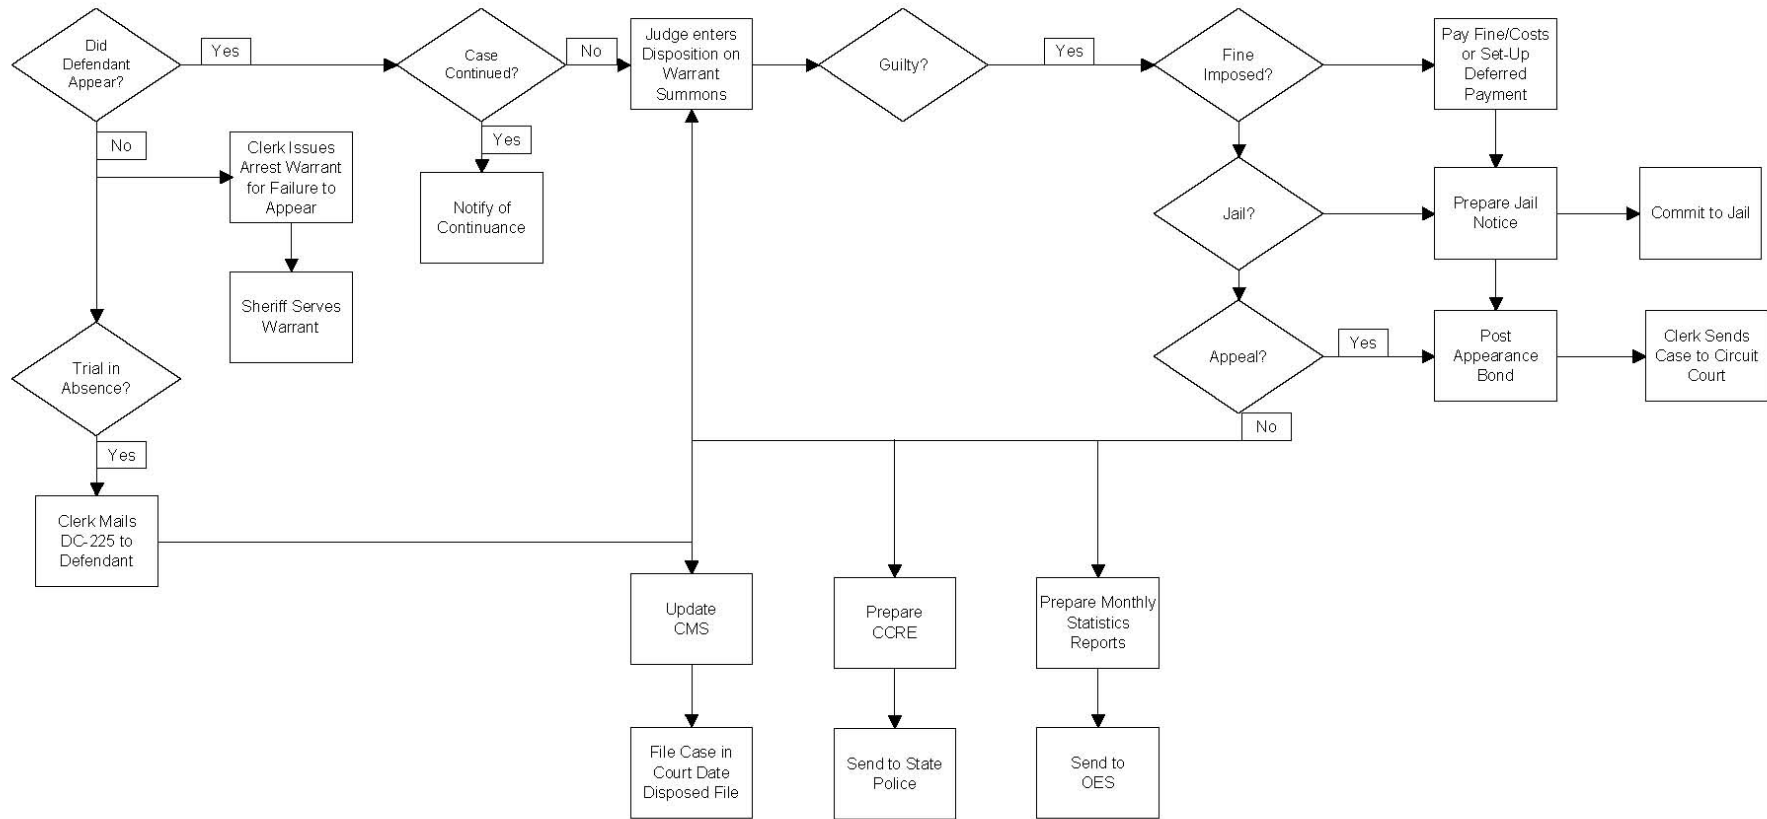 Did
Defendant
Appear?
Yes
Case
Continued?
No
Judge enters
Disposition on
Warrant
Summons
Guilty?
Yes
Fine
Imposed?
Pay Fine/Costs
or Set-Up
Deferred
Payment
No
Clerk Issues
Arrest Warrant
for Failure to
Appear
Yes
Notify of
Continuance
Jail?
Prepare Jail
Notice
Commit to Jail
Sheriff Serves
Warrant
Trial in
Absence?
Appeal?
Yes
Post
Appearance
Bond
Clerk Sends
Case to Circuit
Court
No
Yes
Clerk Mails
DC-225 to
Defendant
Update
CMS
Prepare
CCRE
Prepare Monthly
Statistics
Reports
File Case in
Court Date
Disposed File
Send to State
Police
Send to
OES